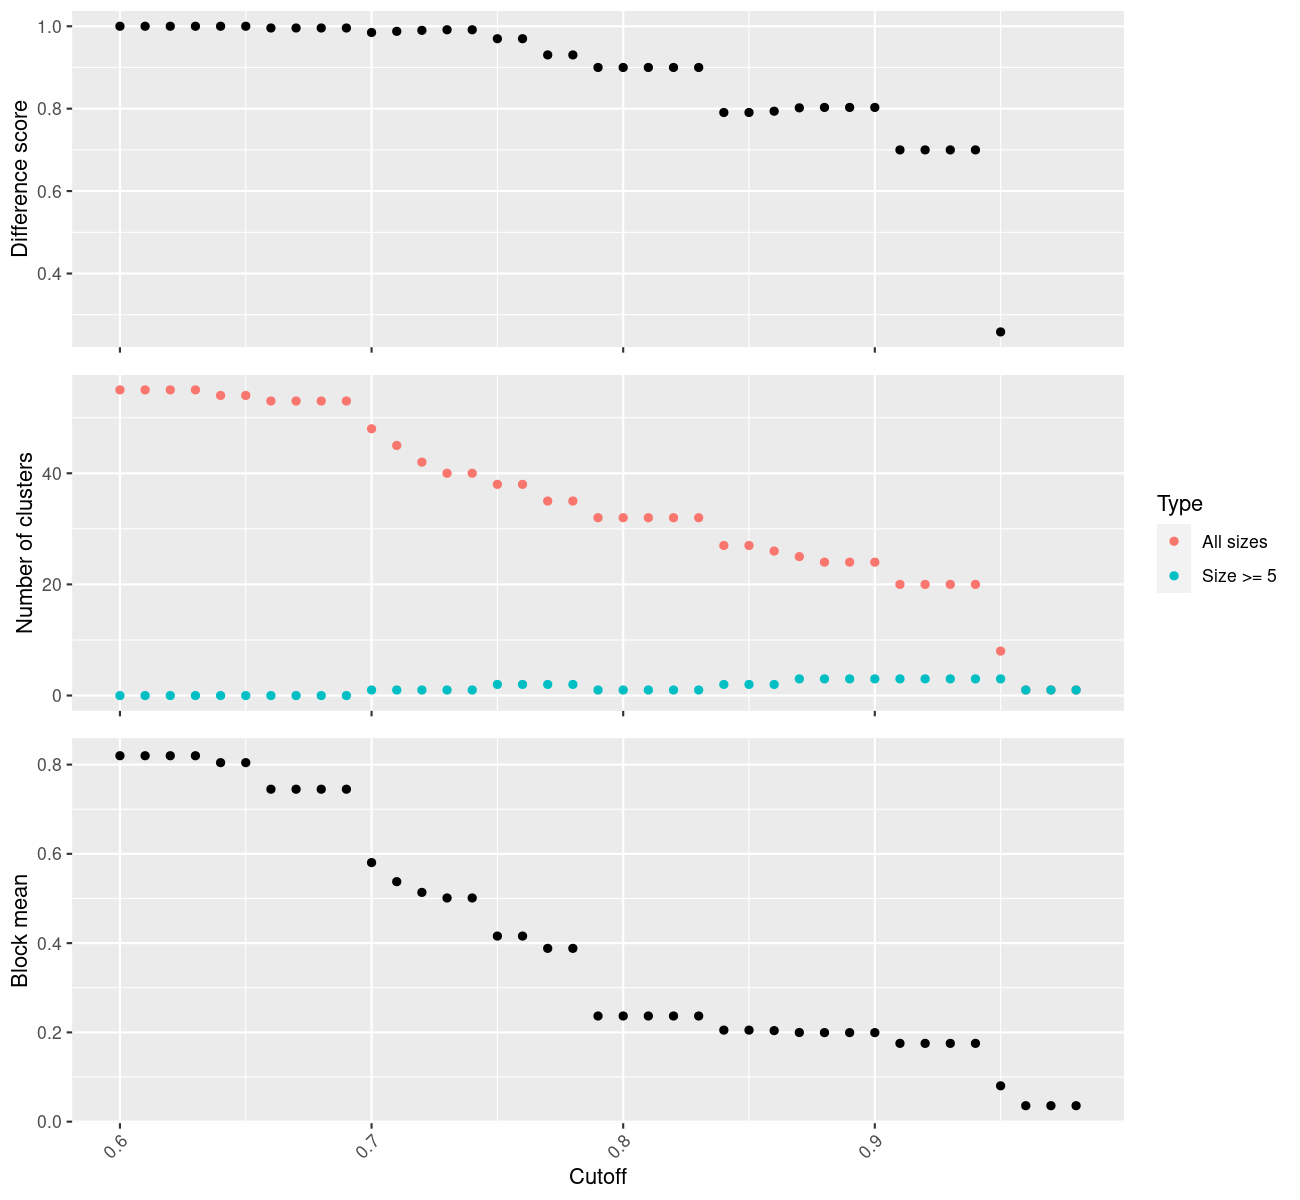 1.0
0.8
0.6
0.4
Difference score
40
20
0
Number of clusters
Type
All sizes
Size >= 5
0.8
0.6
0.4
0.2
0.0
Block mean
0.6
0.7
0.8
0.9
Cutoff